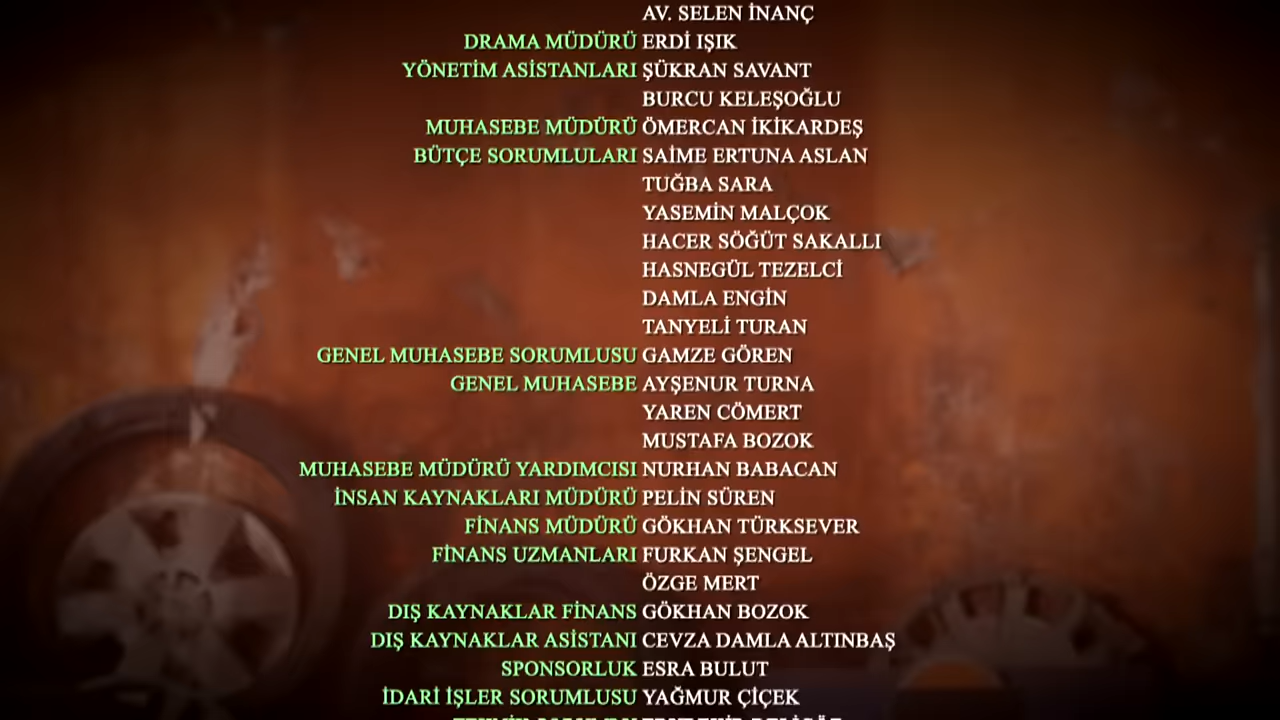 AV. SELEN İNANÇ
DRAMA MÜDÜRÜ ERDİ IŞIK
YÖNETİM ASİSTANLARI ŞÜKRAN SAVANT
BURCU KELEŞOĞLU
MUHASEBE MÜDÜRÜ ÖMERCAN İKİKARDEŞ
BÜTÇE SORUMLULARI SAİME ERTUNA ASLAN
TUĞBA SARA
YASEMİN MALÇOK
HACER SÖĞÜT SAKALLI
HASNEGÜL TEZELCİ
DAMLA ENGİN
TANYELİ TURAN
GENEL MUHASEBE SORUMLUSU GAMZE GÖREN
GENEL MUHASEBE AYŞENUR TURNA
YAREN CÖMERT
MUSTAFA BOZOK
MUHASEBE MÜDÜRÜ YARDIMCISI NURHAN BABACAN
İNSAN KAYNAKLARI MÜDÜRÜ PELİN SÜREN
FİNANS MÜDÜRÜ GÖKHAN TÜRKSEVER
FİNANS UZMANLARI FURKAN ŞENGEL
ÖZGE MERT
DIŞ KAYNAKLAR FİNANS GÖKHAN BOZOK
DIŞ KAYNAKLAR ASİSTANI CEVZA DAMLA ALTINBAŞ
SPONSORLUK ESRA BULUT
İDARİ İŞLER SORUMLUSU YAĞMUR ÇİÇEK